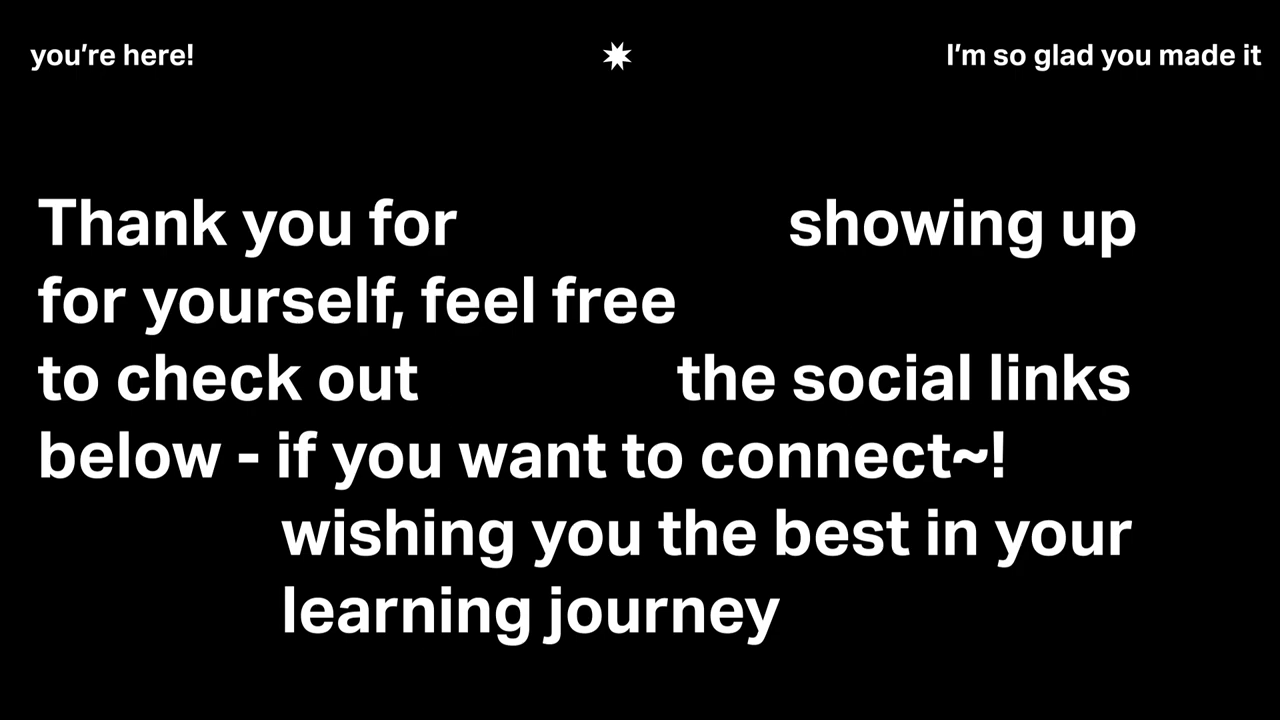 you’re here!
I’m so glad you made it
Thank you for showing up
for yourself, feel free
to check out the social links
below - if you want to connect~!
wishing you the best in your
learning journey